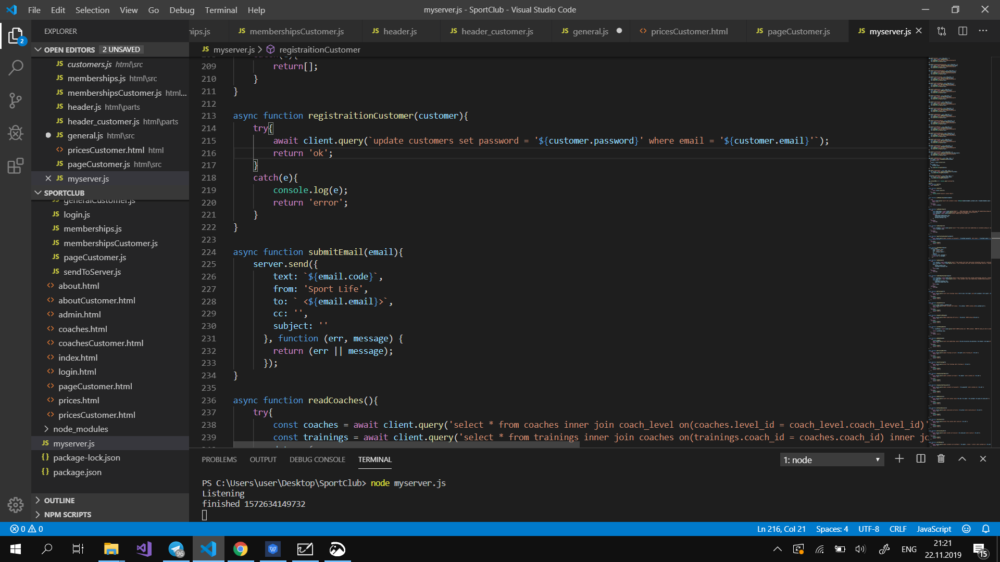 File Edit Selection View Go Debug Terminal Help
myserver.js - SportClub - Visual Studio Code
EXPLORER
hips.js membershipsCustomer.js header.js header_customer.js general.js pricesCustomer.html pageCustomer.js myserver.js
OPEN EDITORS 2 UNSAVED
customers.js html\src
memberships.js html\src
membershipsCustomer.js html...
header.js html\parts
header_customer.js html\parts
general.js html\src
pricesCustomer.html html
pageCustomer.js html\src
myserver.js
SPORTCLUB
generalCustomer.js
login.js
memberships.js
membershipsCustomer.js
pageCustomer.js
sendToServer.js
about.html
aboutCustomer.html
admin.html
coaches.html
coachesCustomer.html
index.html
login.html
pageCustomer.html
prices.html
pricesCustomer.html
node_modules
myserver.js
package-lock.json
package.json
OUTLINE
NPM SCRIPTS
myserver.js > registraitionCustomer
209 return[];
210 }
211 }
212
213 async function registraitionCustomer(customer){
214 try{
215 await client.query(`update customers set password = '${customer.password}' where email = '${customer.email}'`);
216 return 'ok';
217 }
218 catch(e){
219 console.log(e);
220 return 'error';
221 }
222 }
223
224 async function submitEmail(email){
225 server.send({
226 text: `${email.code}`,
227 from: 'Sport Life',
228 to: ` <${email.email}>`,
229 cc: '',
230 subject: ''
231 }, function (err, message) {
232 return (err || message);
233 });
234 }
235
236 async function readCoaches(){
237 try{
238 const coaches = await client.query('select * from coaches inner join coach_level on(coaches.level_id = coach_level.coach_level_id)'
239 const trainings = await client.query('select * from trainings inner join coaches on(trainings.coach_id = coaches.coach_id) inner jo
PROBLEMS OUTPUT DEBUG CONSOLE TERMINAL
1: node
PS C:\Users\user\Desktop\SportClub> node myserver.js
Listening
finished 1572634149732
0 0
Ln 216, Col 21 Spaces: 4 UTF-8 CRLF JavaScript
96
ENG
21:21
22.11.2019
15